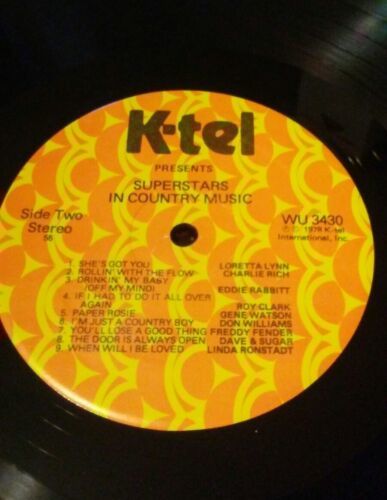 K-tel
PRESENTS
SUPERSTARS
IN COUNTRY MUSIC
Side Two
Stereo
56
WU 3430
Ⓒ Ⓟ 1978 K-tel
International, Inc.
1. SHE'S GOT YOU LORETTA LYNN
2. ROLLIN' WITH THE FLOW CHARLIE RICH
3. DRINKIN' MY BABY
(OFF MY MIND) EDDIE RABBITT
4. IF I HAD TO DO IT ALL OVER
AGAIN ROY CLARK
5. PAPER ROSIE GENE WATSON
6. I'M JUST A COUNTRY BOY DON WILLIAMS
7. YOU'LL LOSE A GOOD THING FREDDY FENDER
8. THE DOOR IS ALWAYS OPEN DAVE & SUGAR
9. WHEN WILL I BE LOVED LINDA RONSTADT